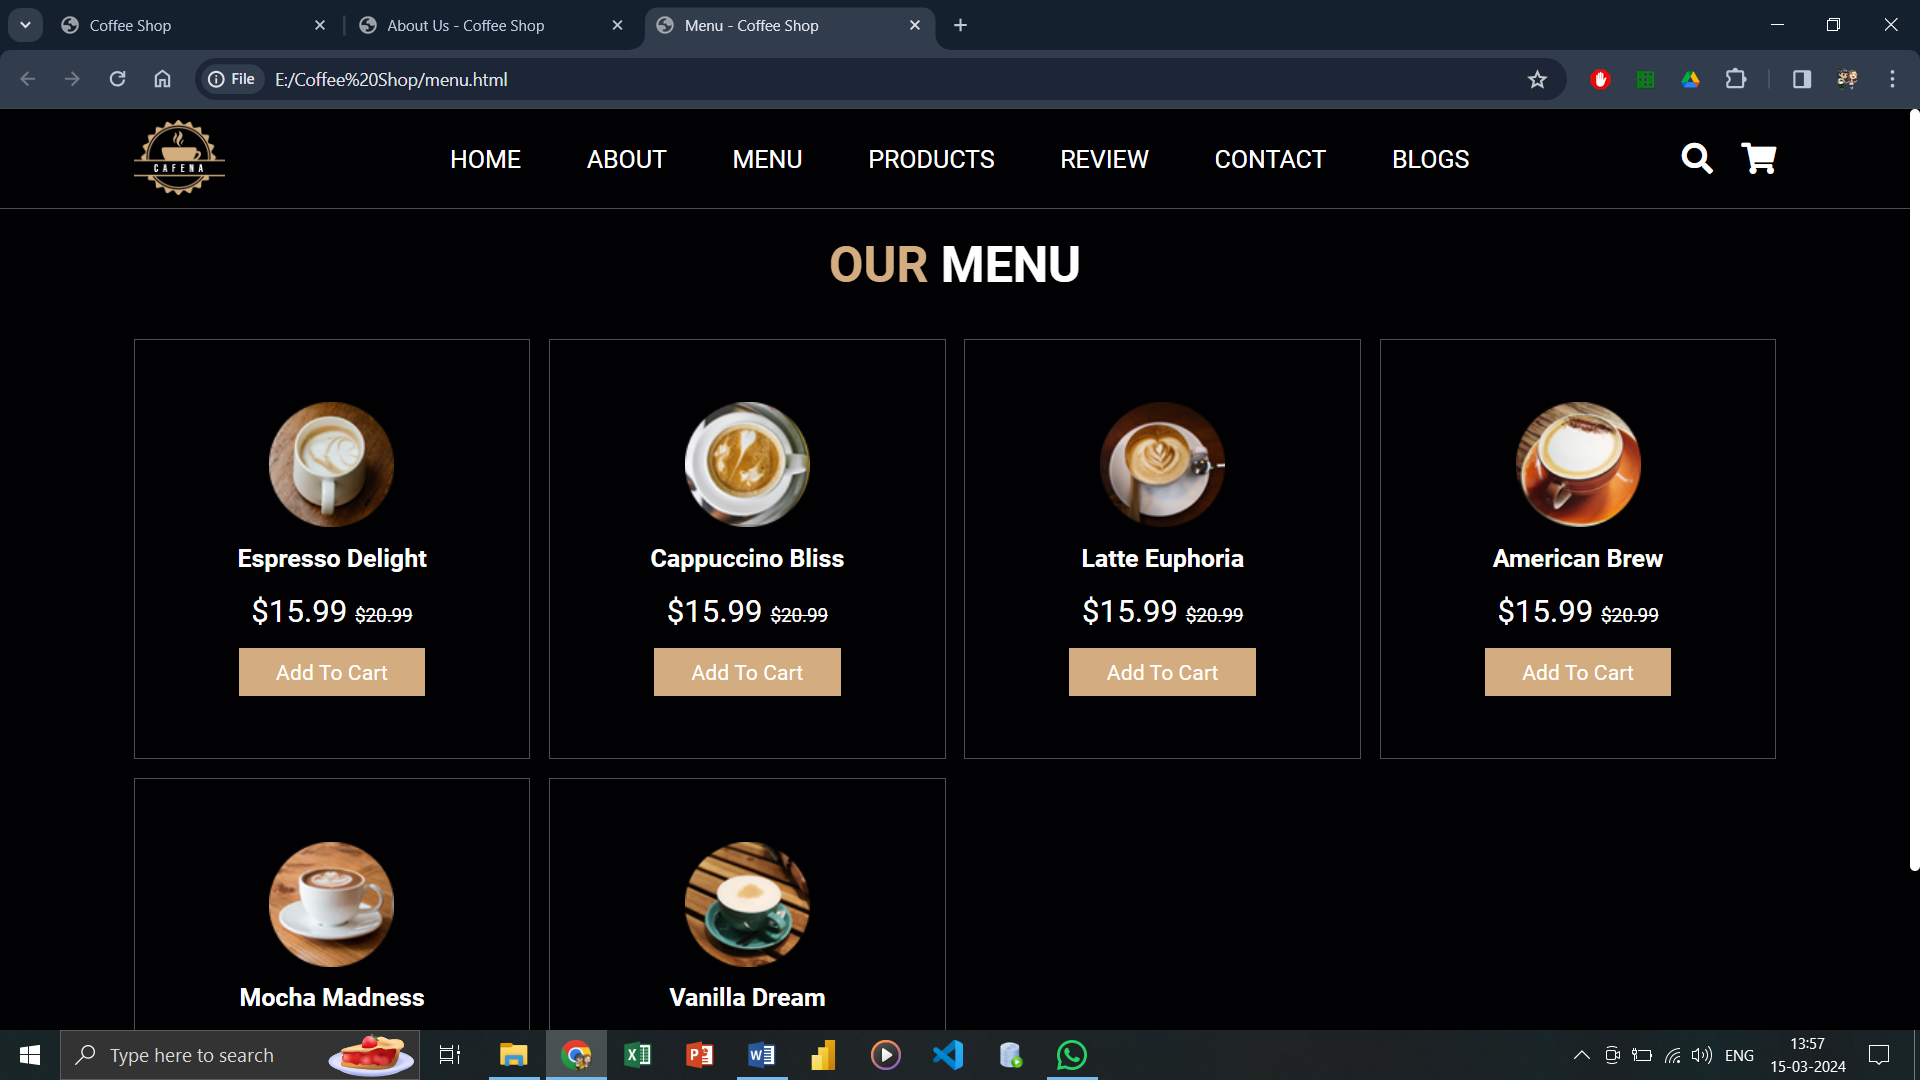 Coffee Shop
About Us - Coffee Shop
Menu - Coffee Shop
File
E:/Coffee%20Shop/menu.html
CAFENA
HOME ABOUT MENU PRODUCTS REVIEW CONTACT BLOGS
OUR MENU
Espresso Delight
$15.99 $20.99
Add To Cart
Cappuccino Bliss
$15.99 $20.99
Add To Cart
Latte Euphoria
$15.99 $20.99
Add To Cart
American Brew
$15.99 $20.99
Add To Cart
Mocha Madness
Vanilla Dream
Type here to search
ENG
13:57
15-03-2024